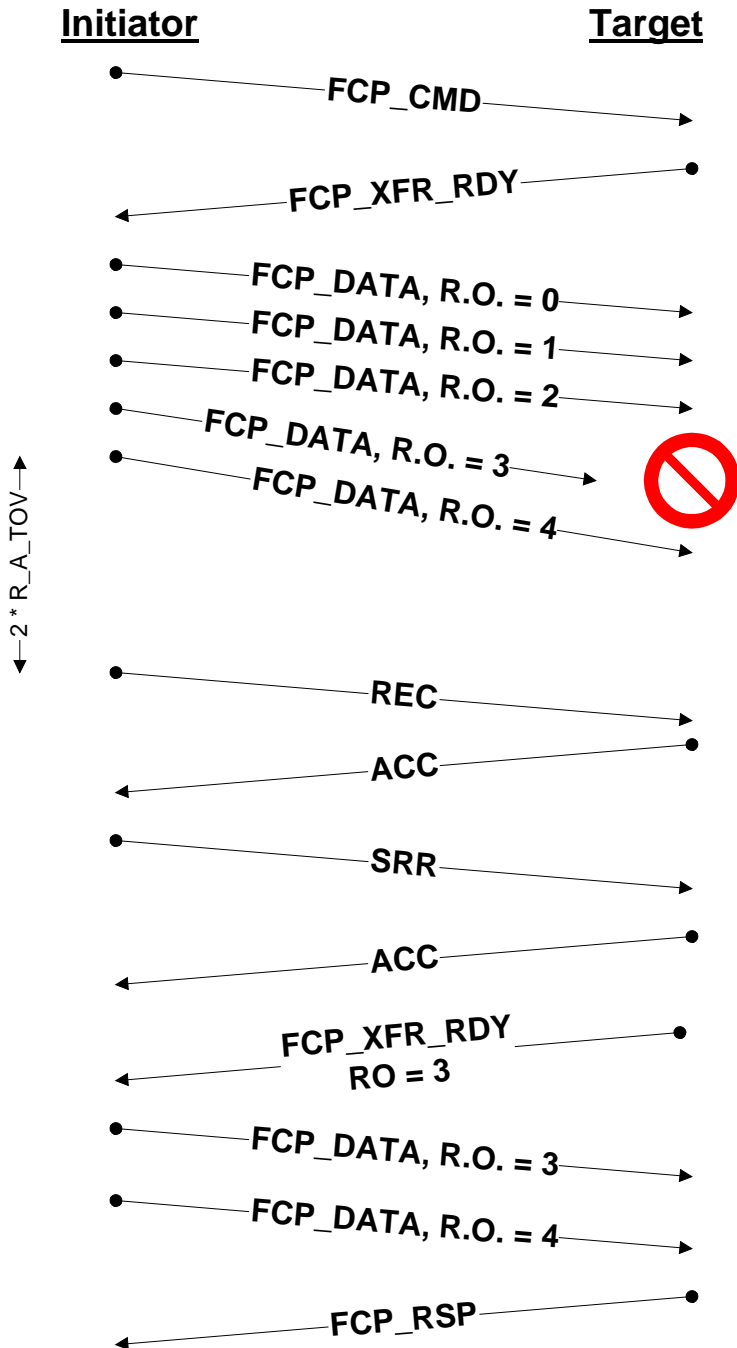 Initiator
Target
FCP_CMD
FCP_XFR_RDY
FCP_DATA, R.O. = 0
FCP_DATA, R.O. = 1
FCP_DATA, R.O. = 2
FCP_DATA, R.O. = 3
FCP_DATA, R.O. = 4
2 * R_A_TOV
REC
ACC
SRR
ACC
FCP_XFR_RDY
RO = 3
FCP_DATA, R.O. = 3
FCP_DATA, R.O. = 4
FCP_RSP